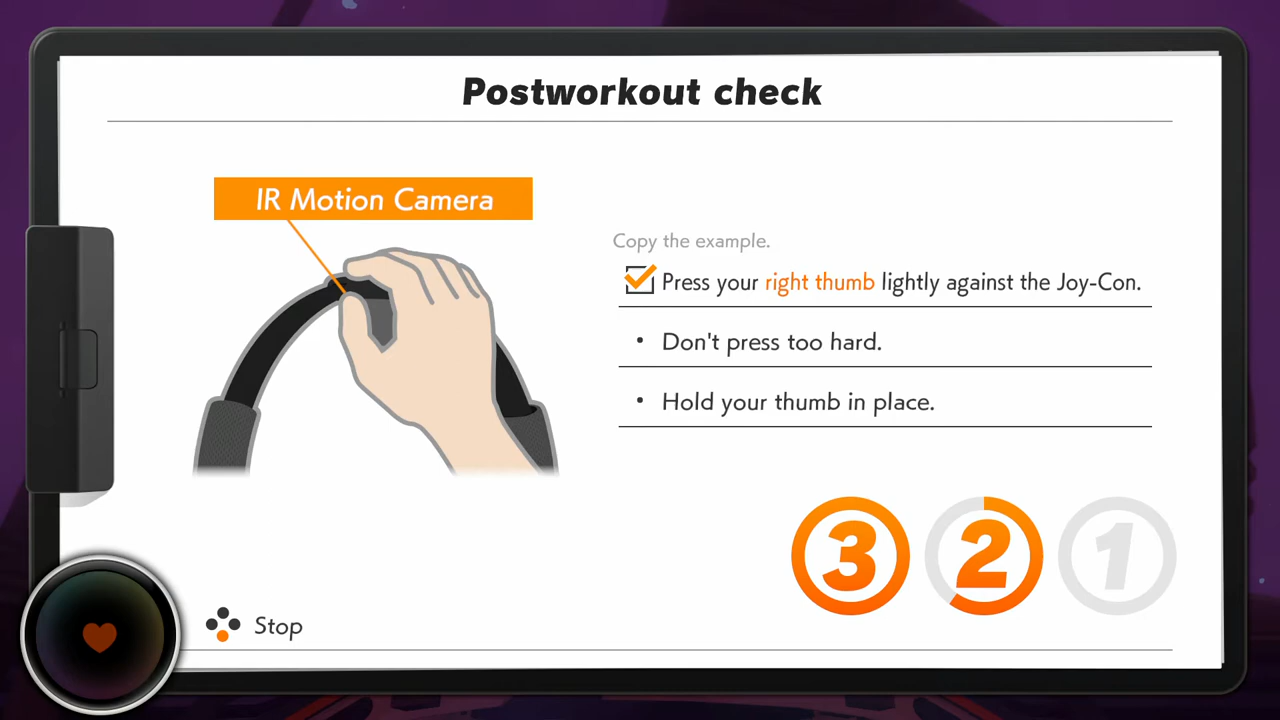 Postworkout check
IR Motion Camera
Copy the example.
Press your right thumb lightly against the Joy-Con.
• Don't press too hard.
• Hold your thumb in place.
3 2 1
Stop